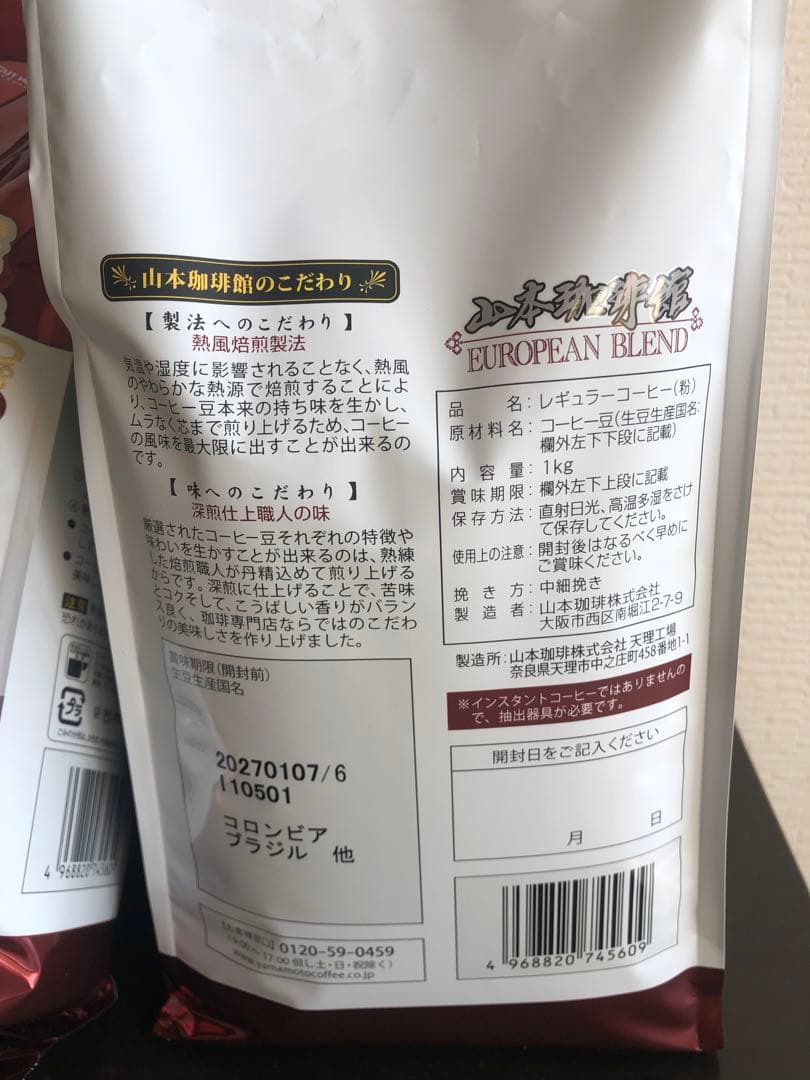 山本珈琲館のこだわり
【製法へのこだわり】
熱風焙煎製法
気温や湿度に影響されることなく、熱風
のやわらかな熱源で焙煎することによ
り、コーヒー豆本来の持ち味を生かし、
ムラなく芯まで煎り上げるため、コーヒー
の風味を最大限に出すことが出来るの
です。
【味へのこだわり】
深煎仕上職人の味
厳選されたコーヒー豆それぞれの特徴や
味わいを生かすことが出来るのは、熟練
した焙煎職人が丹精込めて煎り上げる
からです。深煎に仕上げることで、苦味
とコクそして、こうばしい香りがバラン
ス良く、珈琲専門店ならではのこだわ
りの美味しさを作り上げました。
賞味期限（開封前）
生豆生産国名
20270107/6
110501
コロンビア
ブラジル 他
【お客様窓口】0120-59-0459
(9:00～17:00 但し土・日・祝除く)
www.yamamotocoffee.co.jp
山本珈琲館
EUROPEAN BLEND
品名：レギュラーコーヒー（粉）
原材料名：コーヒー豆（生豆生産国名：
欄外左下下段に記載）
内容量：1kg
賞味期限：欄外左下上段に記載
保存方法：直射日光、高温多湿をさけ
て保存してください。
使用上の注意：開封後はなるべく早めに
ご賞味ください。
挽き方：中細挽き
製造者：山本珈琲株式会社
大阪市西区南堀江2-7-9
製造所：山本珈琲株式会社 天理工場
奈良県天理市中之庄町458番地1-1
※インスタントコーヒーではありませんの
で、抽出器具が必要です。
開封日をご記入ください
月 日
4 968820 745609
注意
プラ
4 968820 745609